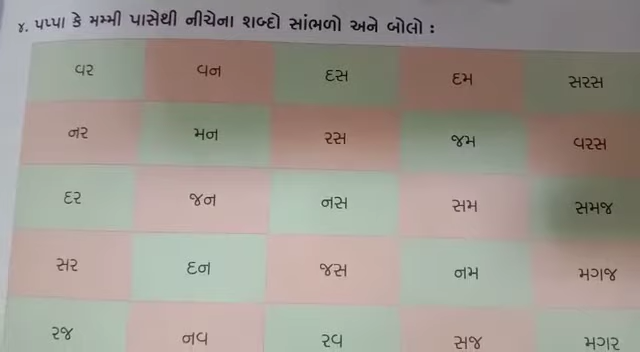 ૪. પપ્પા કે મમ્મી પાસેથી નીચેના શબ્દો સાંભળો અને બોલો :
વર વન દસ દમ સરસ
નર મન રસ જમ વરસ
દર જન નસ સમ સમજ
સર દન જસ નમ મગજ
રજ નવ રવ સજ મગર